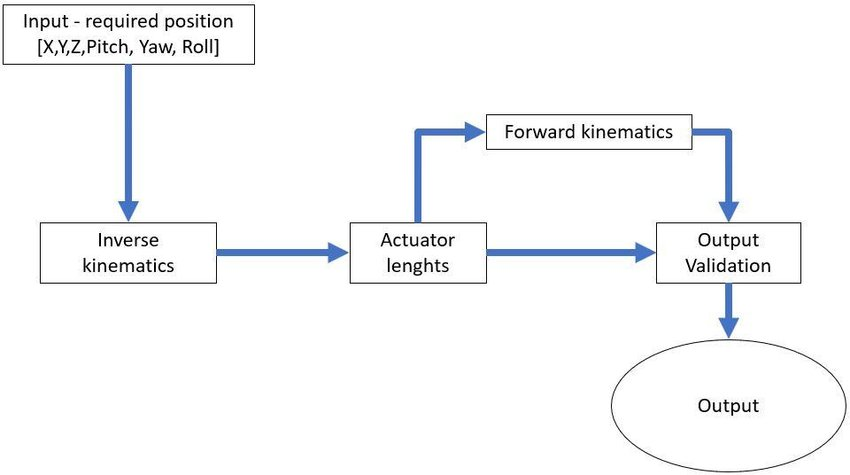 Input - required position
[X,Y,Z,Pitch, Yaw, Roll]
Forward kinematics
Inverse
kinematics
Actuator
lenghts
Output
Validation
Output